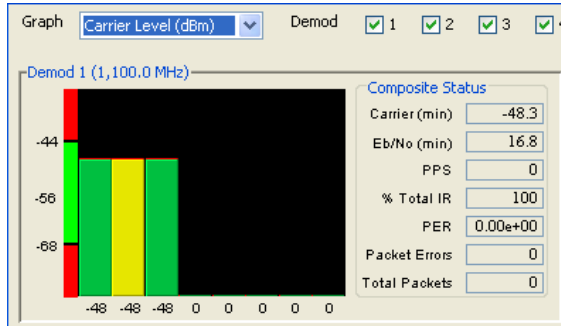 Graph Carrier Level (dBm) Demod 1 2 3
Demod 1 (1,100.0 MHz)
-44
-56
-68
-48 -48 -48 0 0 0 0 0
Composite Status
Carrier (min) -48.3
Eb/No (min) 16.8
PPS 0
% Total IR 100
PER 0.00e+00
Packet Errors 0
Total Packets 0